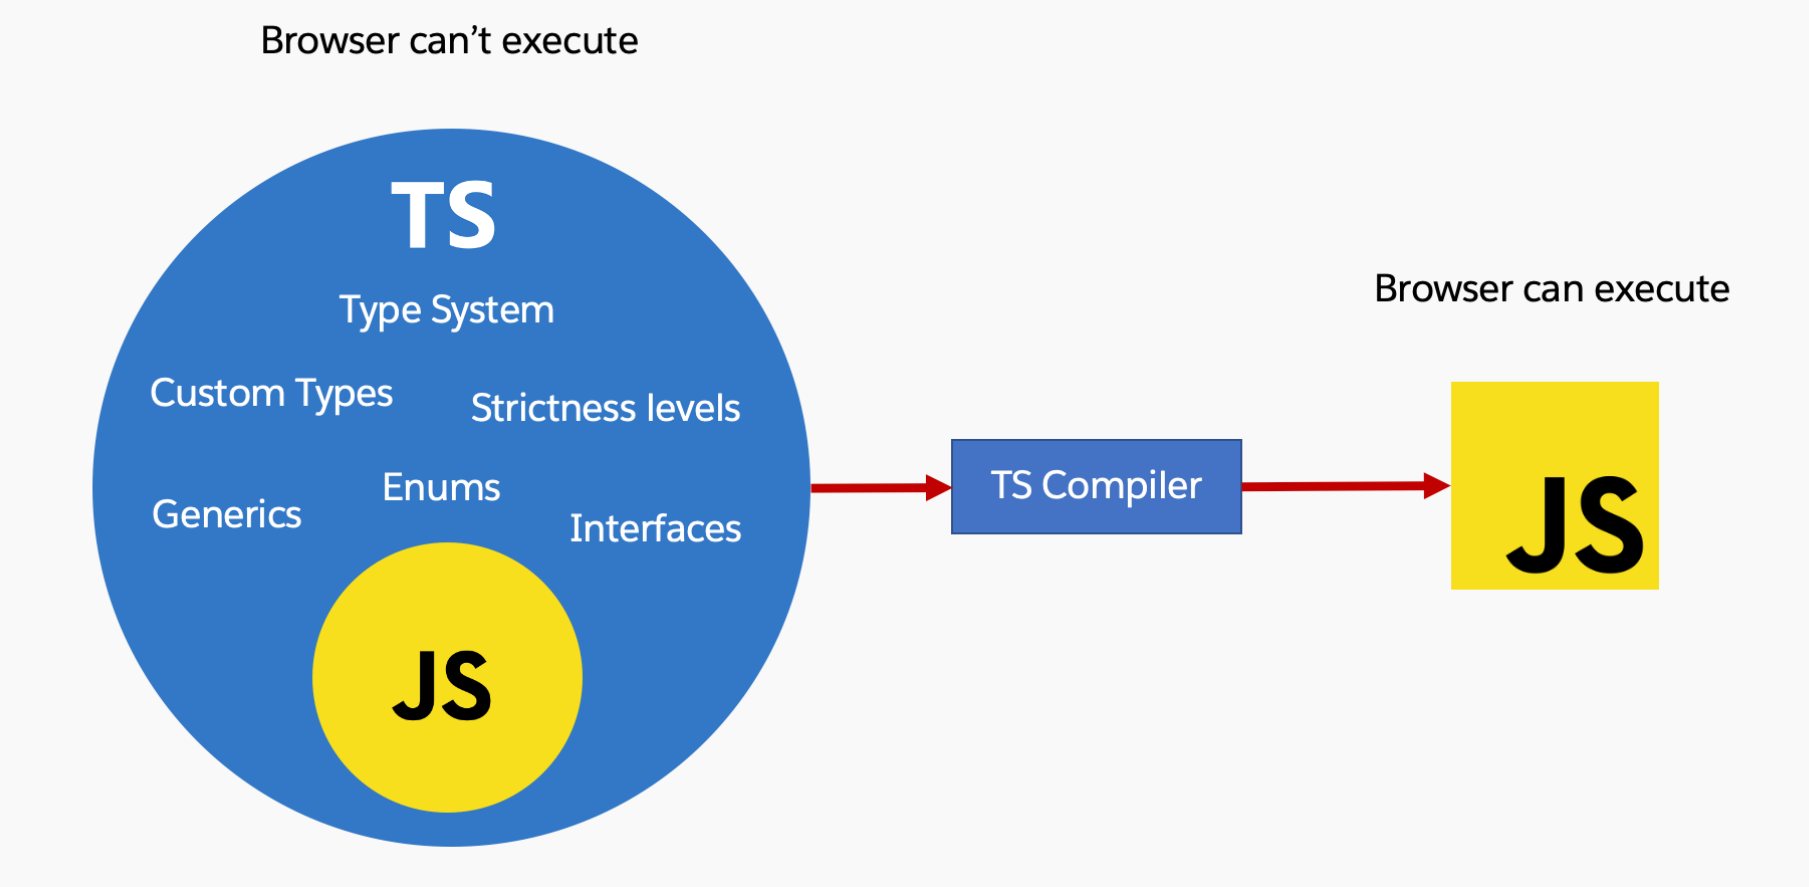 Browser can’t execute
TS
Type System
Custom Types
Strictness levels
Enums
Generics
Interfaces
JS
TS Compiler
Browser can execute
JS